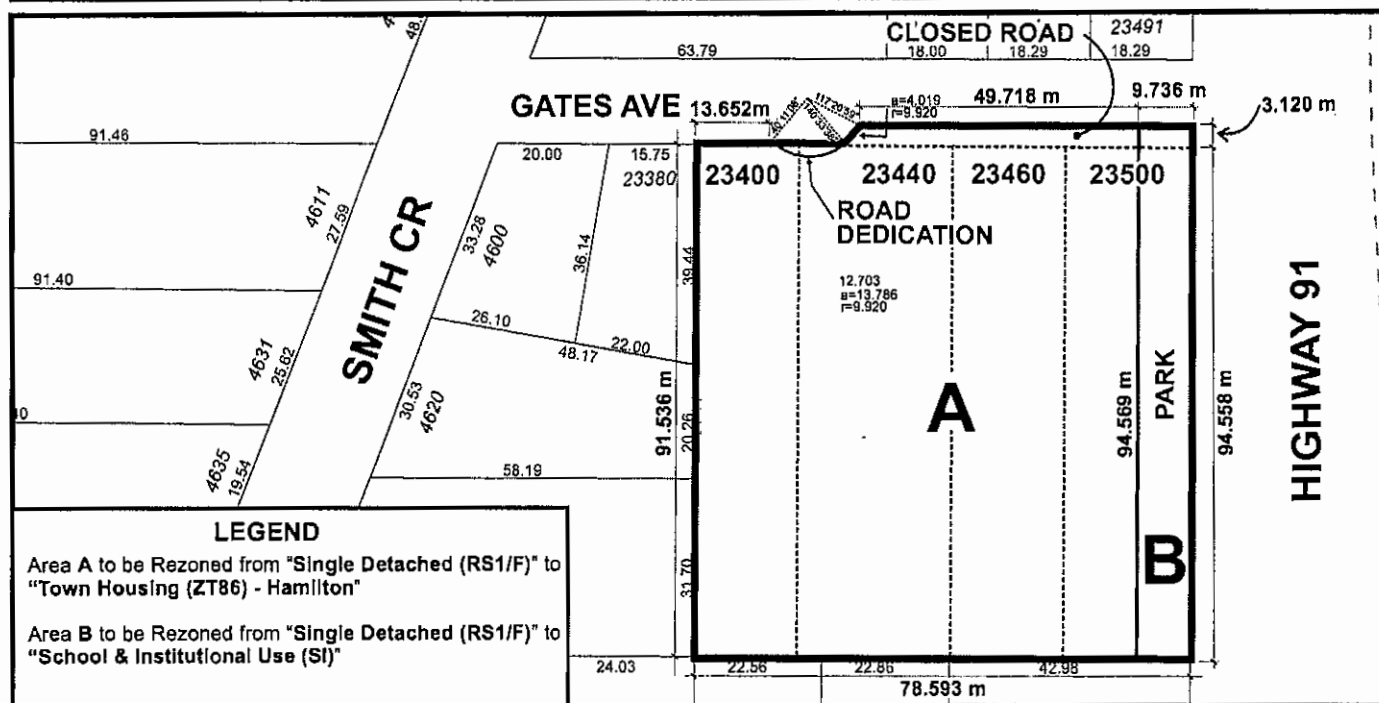 48.
23491
CLOSED ROAD
63.79
18.00
18.29
18.29
GATES AVE
13.652m
a=4.019
r=9.920
49.718 m
9.736 m
3.120 m
91.46
20.00
15.75
23380
23400
23440
23460
23500
ROAD
DEDICATION
4611
27.59
SMITH CR
33.28
4600
36.14
39.44
12.703
a=13.786
r=9.920
91.40
26.10
22.00
48.17
4631
25.62
30.53
4620
91.536 m
20.26
A
94.569 m
PARK
94.558 m
HIGHWAY 91
4635
19.54
58.19
B
31.70
LEGEND
Area A to be Rezoned from "Single Detached (RS1/F)" to
"Town Housing (ZT86) - Hamilton"
Area B to be Rezoned from "Single Detached (RS1/F)" to
"School & Institutional Use (SI)"
24.03
22.56
22.86
42.98
78.593 m